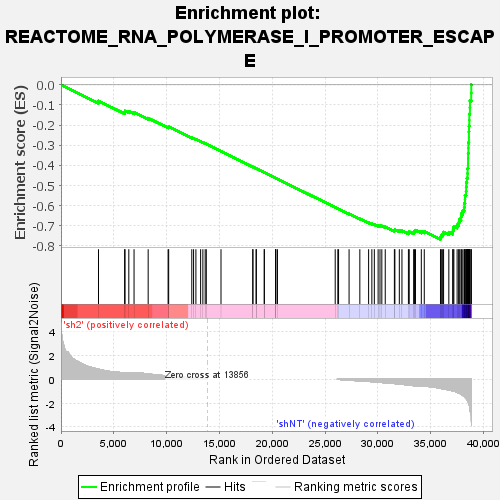 Enrichment plot:
REACTOME_RNA_POLYMERASE_I_PROMOTER_ESCAP
E
Enrichment score (ES)
0.0
-0.1
-0.2
-0.3
-0.4
-0.5
-0.6
-0.7
-0.8
'sh2' (positively correlated)
Ranked list metric (Signal2Noise)
4
2
0
-2
-4
Zero cross at 13856
'shNT' (negatively correlated)
0
5,000
10,000
15,000
20,000
25,000
30,000
35,000
40,000
Rank in Ordered Dataset
Enrichment profile
Hits
Ranking metric scores